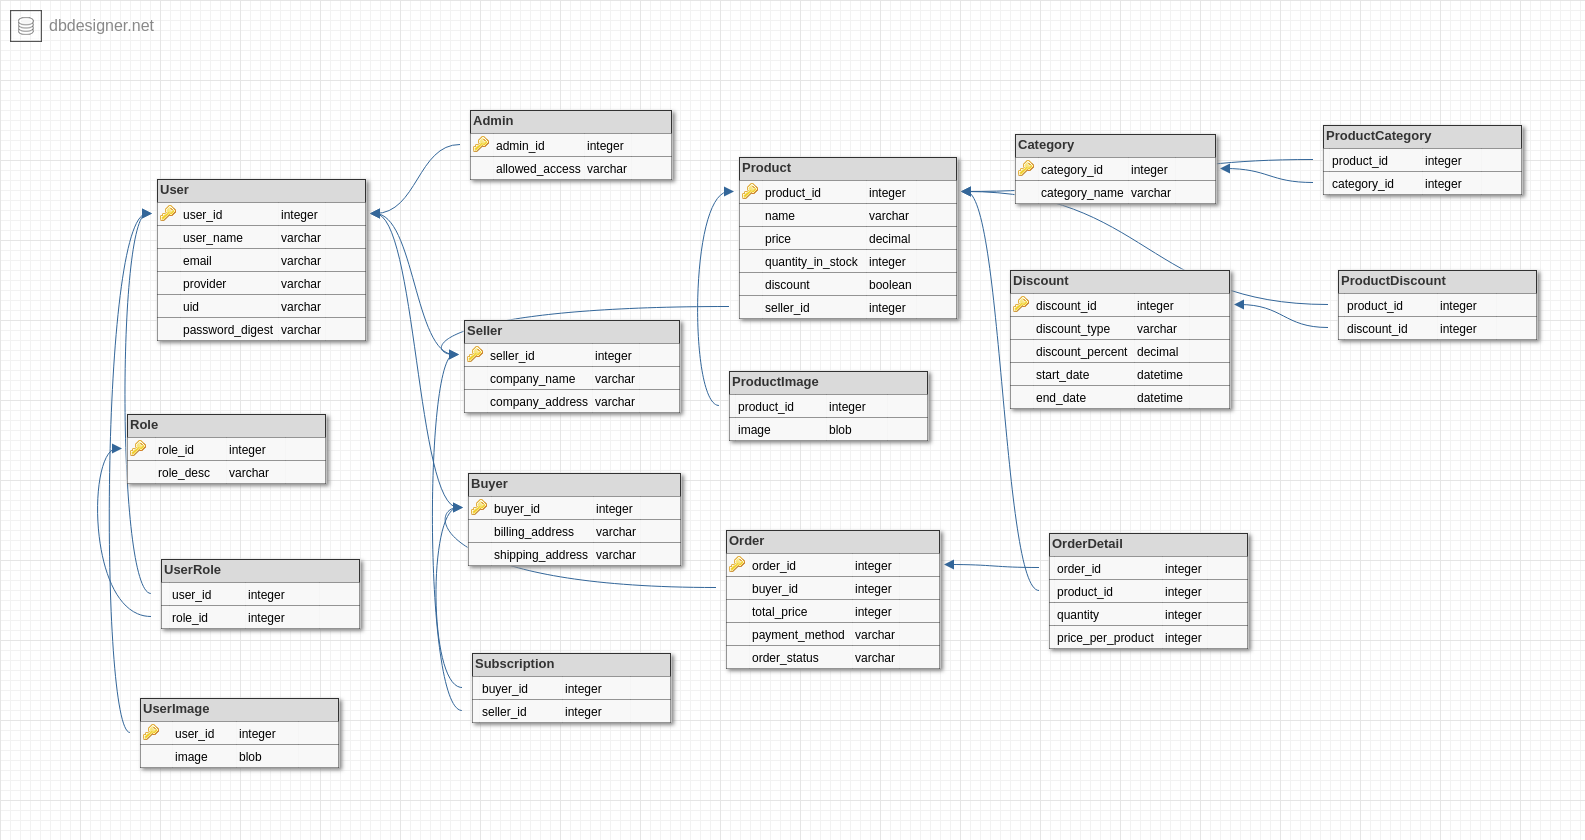 dbdesigner.net
User
user_id integer
user_name varchar
email varchar
provider varchar
uid varchar
password_digest varchar
Role
role_id integer
role_desc varchar
UserRole
user_id integer
role_id integer
UserImage
user_id integer
image blob
Admin
admin_id integer
allowed_access varchar
Seller
seller_id integer
company_name varchar
company_address varchar
Buyer
buyer_id integer
billing_address varchar
shipping_address varchar
Subscription
buyer_id integer
seller_id integer
Product
product_id integer
name varchar
price decimal
quantity_in_stock integer
discount boolean
seller_id integer
ProductImage
product_id integer
image blob
Order
order_id integer
buyer_id integer
total_price integer
payment_method varchar
order_status varchar
Category
category_id integer
category_name varchar
Discount
discount_id integer
discount_type varchar
discount_percent decimal
start_date datetime
end_date datetime
OrderDetail
order_id integer
product_id integer
quantity integer
price_per_product integer
ProductCategory
product_id integer
category_id integer
ProductDiscount
product_id integer
discount_id integer